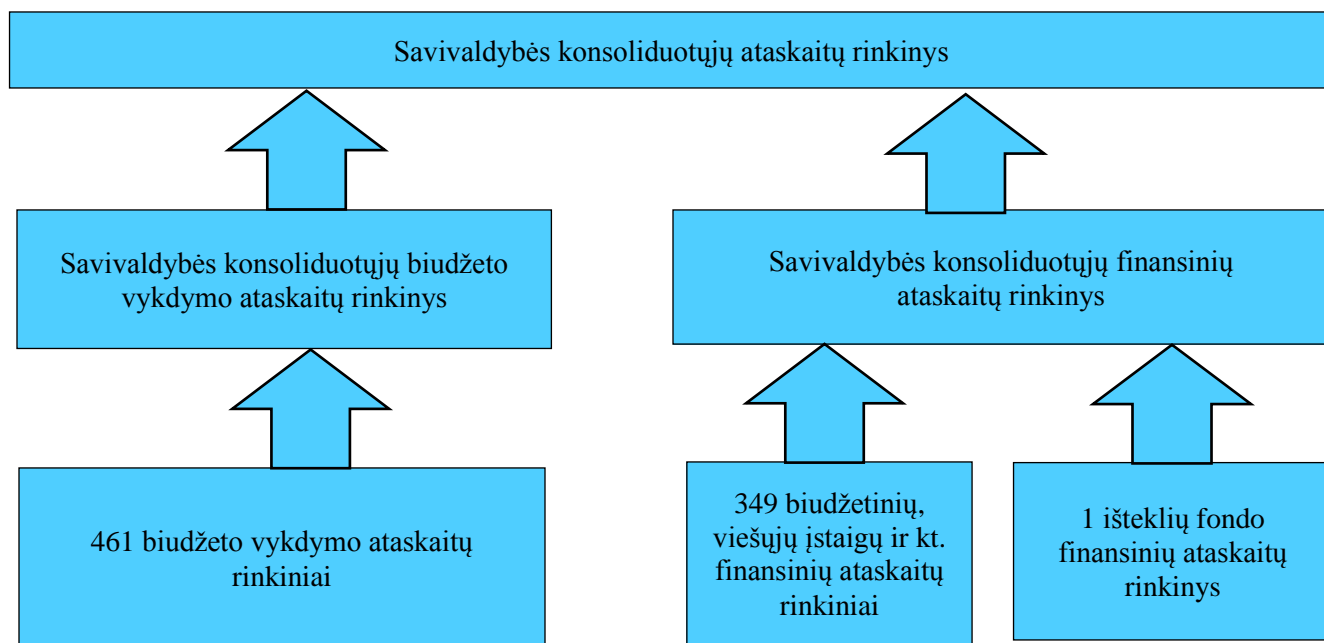 Savivaldybės konsoliduotųjų ataskaitų rinkinys
Savivaldybės konsoliduotųjų biudžeto
vykdymo ataskaitų rinkinys
Savivaldybės konsoliduotųjų finansinių
ataskaitų rinkinys
461 biudžeto vykdymo ataskaitų
rinkiniai
349 biudžetinių,
viešųjų įstaigų ir kt.
finansinių ataskaitų
rinkiniai
1 išteklių fondo
finansinių ataskaitų
rinkinys